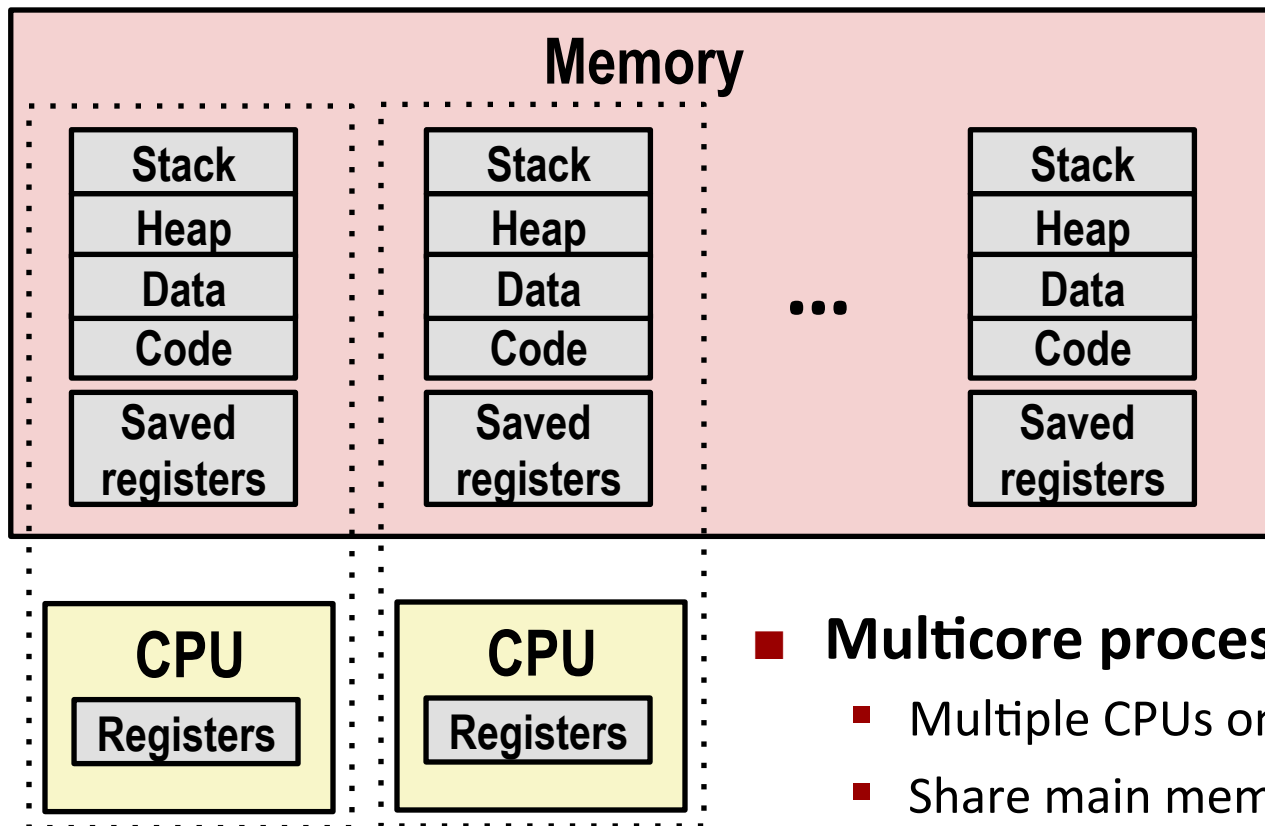 Memory
Stack
Heap
Data
Code
Saved
registers
Stack
Heap
Data
Code
Saved
registers
...
Stack
Heap
Data
Code
Saved
registers
CPU
Registers
CPU
Registers
■ Multicore proces
■ Multiple CPUs or
■ Share main mem